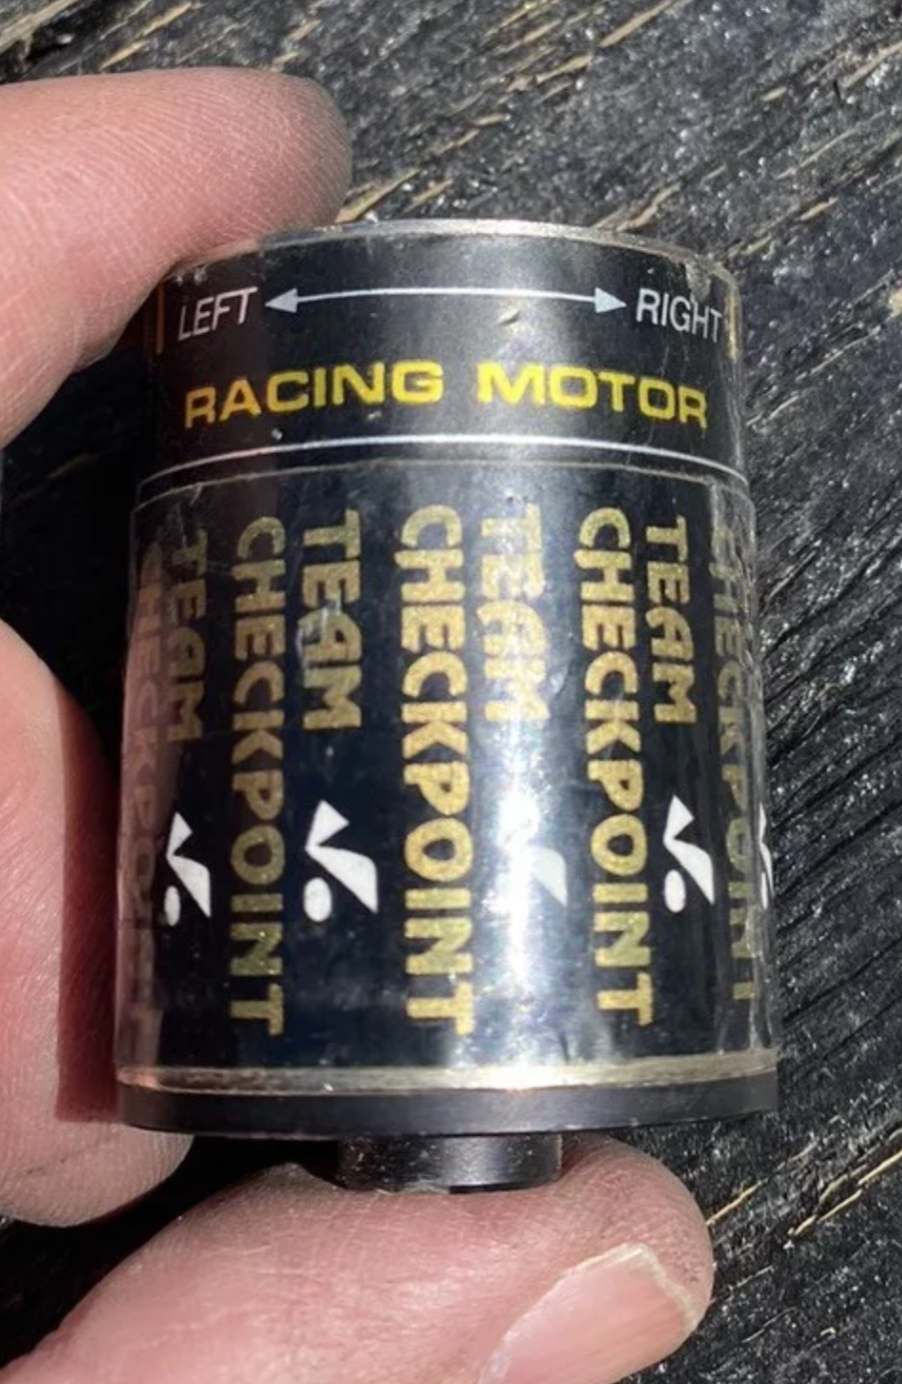 LEFT RIGHT
RACING MOTOR
TEAM
CHECKPOINT
TEAM
CHECKPOINT
TEAM
CHECKPOINT
TEAM
CHECKPOINT